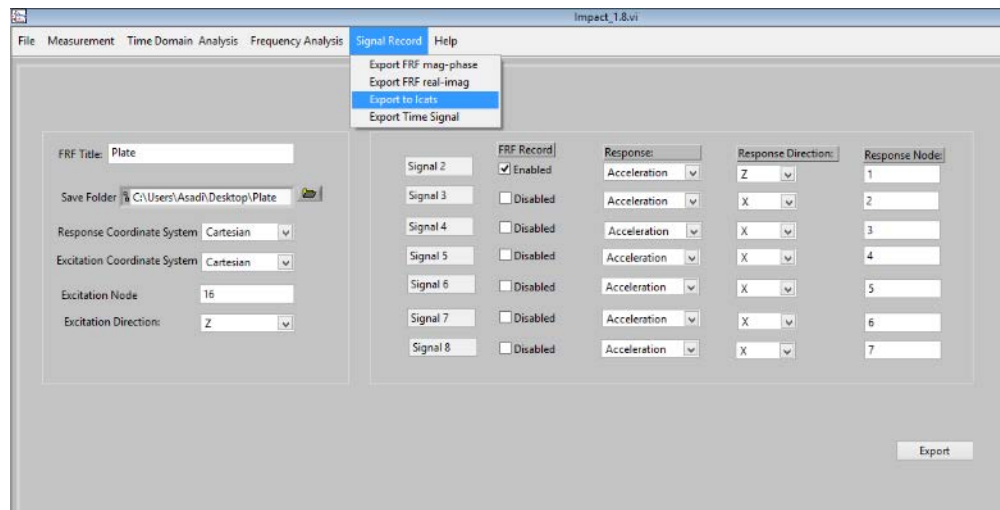 Impact_1.8.vi
File Measurement Time Domain Analysis Frequency Analysis Signal Record Help
Export FRF mag-phase
Export FRF real-imag
Export to Icats
Export Time Signal
FRF Title: Plate
Save Folder C:\Users\Asadi\Desktop\Plate
Response Coordinate System Cartesian
Excitation Coordinate System Cartesian
Excitation Node 16
Excitation Direction: Z
FRF Record Response: Response Direction: Response Node:
Signal 2 Enabled Acceleration Z 1
Signal 3 Disabled Acceleration X 2
Signal 4 Disabled Acceleration X 3
Signal 5 Disabled Acceleration X 4
Signal 6 Disabled Acceleration X 5
Signal 7 Disabled Acceleration X 6
Signal 8 Disabled Acceleration X 7
Export